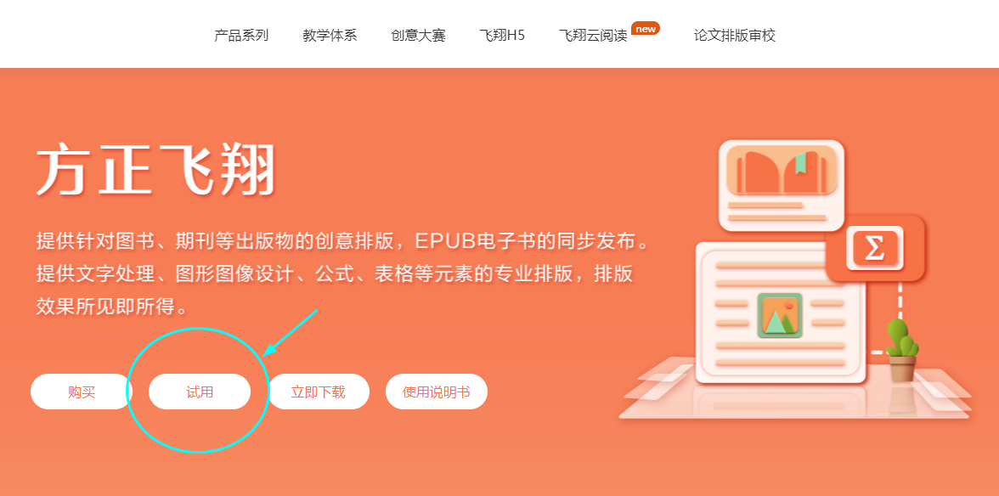 产品系列
教学体系
创意大赛
飞翔H5
飞翔云阅读
new
论文排版审校
方正飞翔
提供针对图书、期刊等出版物的创意排版，EPUB电子书的同步发布。
提供文字处理、图形图像设计、公式、表格等元素的专业排版，排版
效果所见即所得。
Σ
购买
试用
立即下载
使用说明书